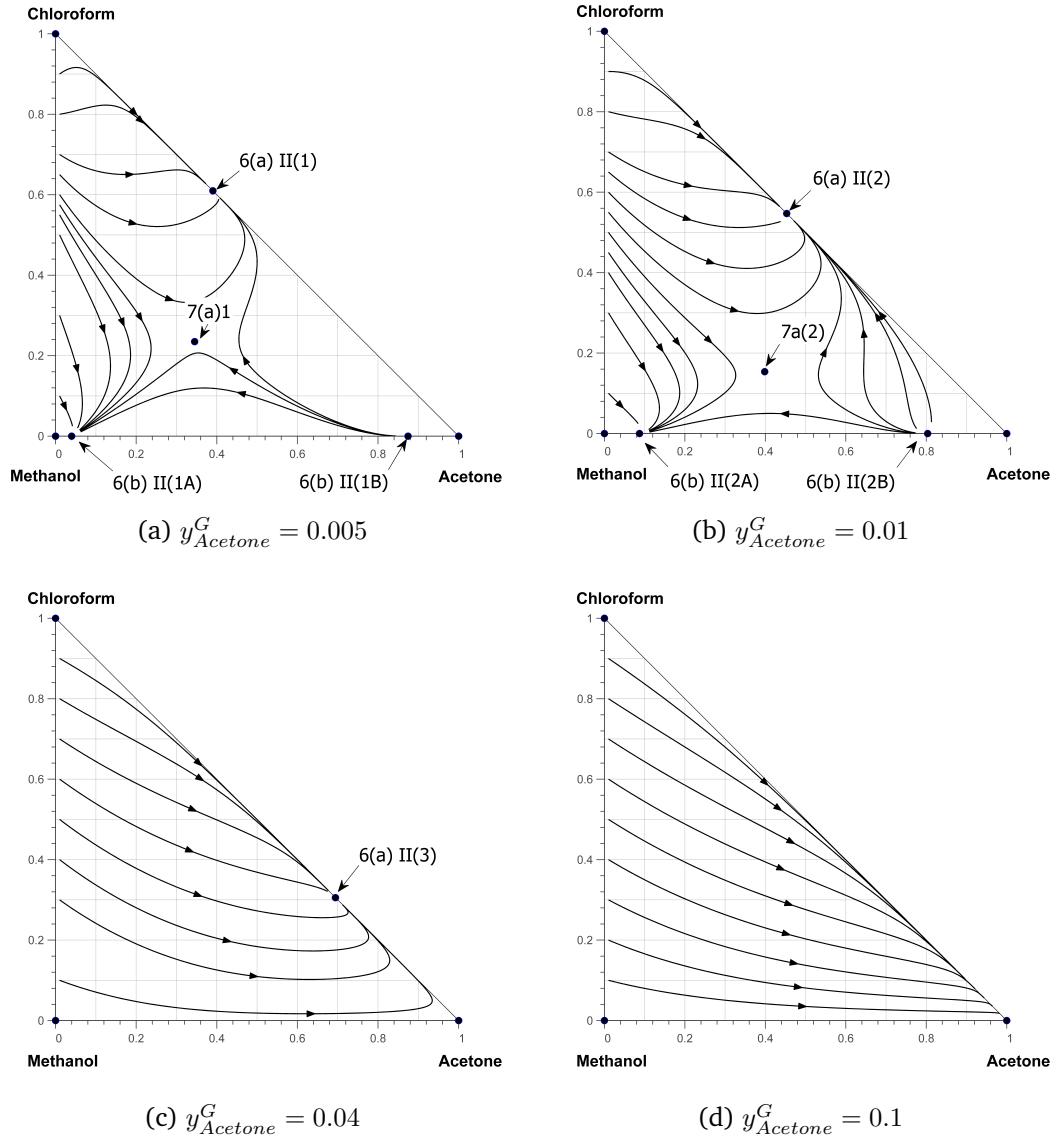 Chloroform
1
0.8
0.6
0.4
0.2
0
0
0.2
0.4
0.6
0.8
1
6(a) II(1)
7(a)1
Methanol
6(b) II(1A)
6(b) II(1B)
Acetone
(a) y^G_Acetone = 0.005
Chloroform
1
0.8
0.6
0.4
0.2
0
0
0.2
0.4
0.6
0.8
1
6(a) II(2)
7a(2)
Methanol
6(b) II(2A)
6(b) II(2B)
Acetone
(b) y^G_Acetone = 0.01
Chloroform
1
0.8
0.6
0.4
0.2
0
0
0.2
0.4
0.6
0.8
1
6(a) II(3)
Methanol
Acetone
(c) y^G_Acetone = 0.04
Chloroform
1
0.8
0.6
0.4
0.2
0
0
0.2
0.4
0.6
0.8
1
Methanol
Acetone
(d) y^G_Acetone = 0.1